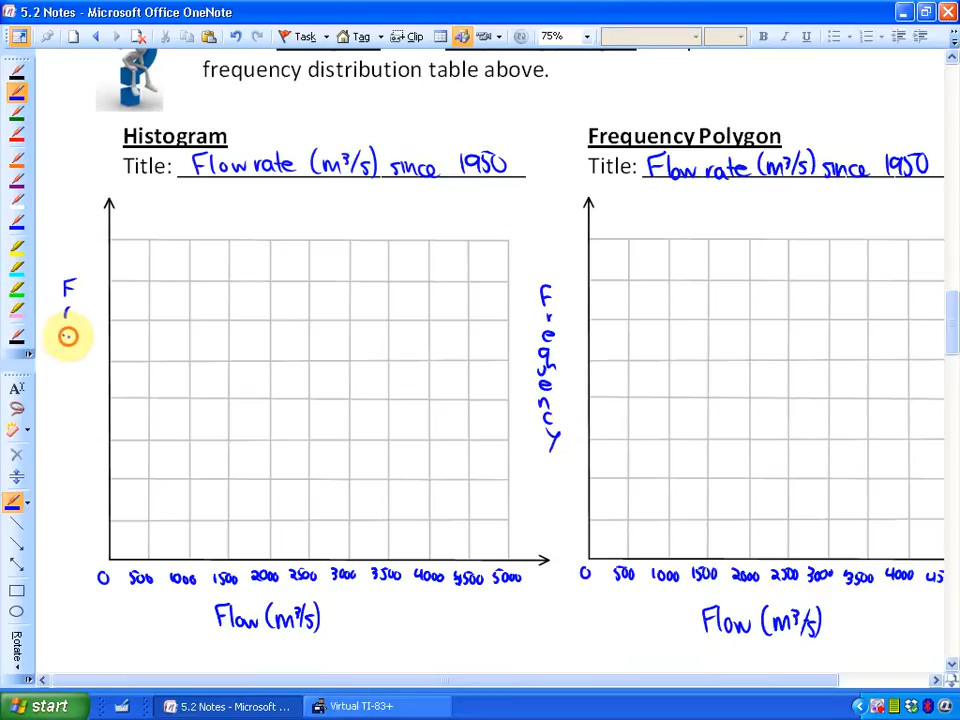 5.2 Notes - Microsoft Office OneNote
Task Tag Clip 75% B I U
frequency distribution table above.
Histogram
Title: Flow rate (m³/s) since 1950
Frequency Polygon
Title: Flow rate (m³/s) since 1950
F
r
Frequency
0 500 1000 1500 2000 2500 3000 3500 4000 4500 5000
Flow (m³/s)
0 500 1000 1500 2000 2500 3000 3500 4000 45
Flow (m³/s)
A
Rotate
start 5.2 Notes - Microsoft ... Virtual TI-83+